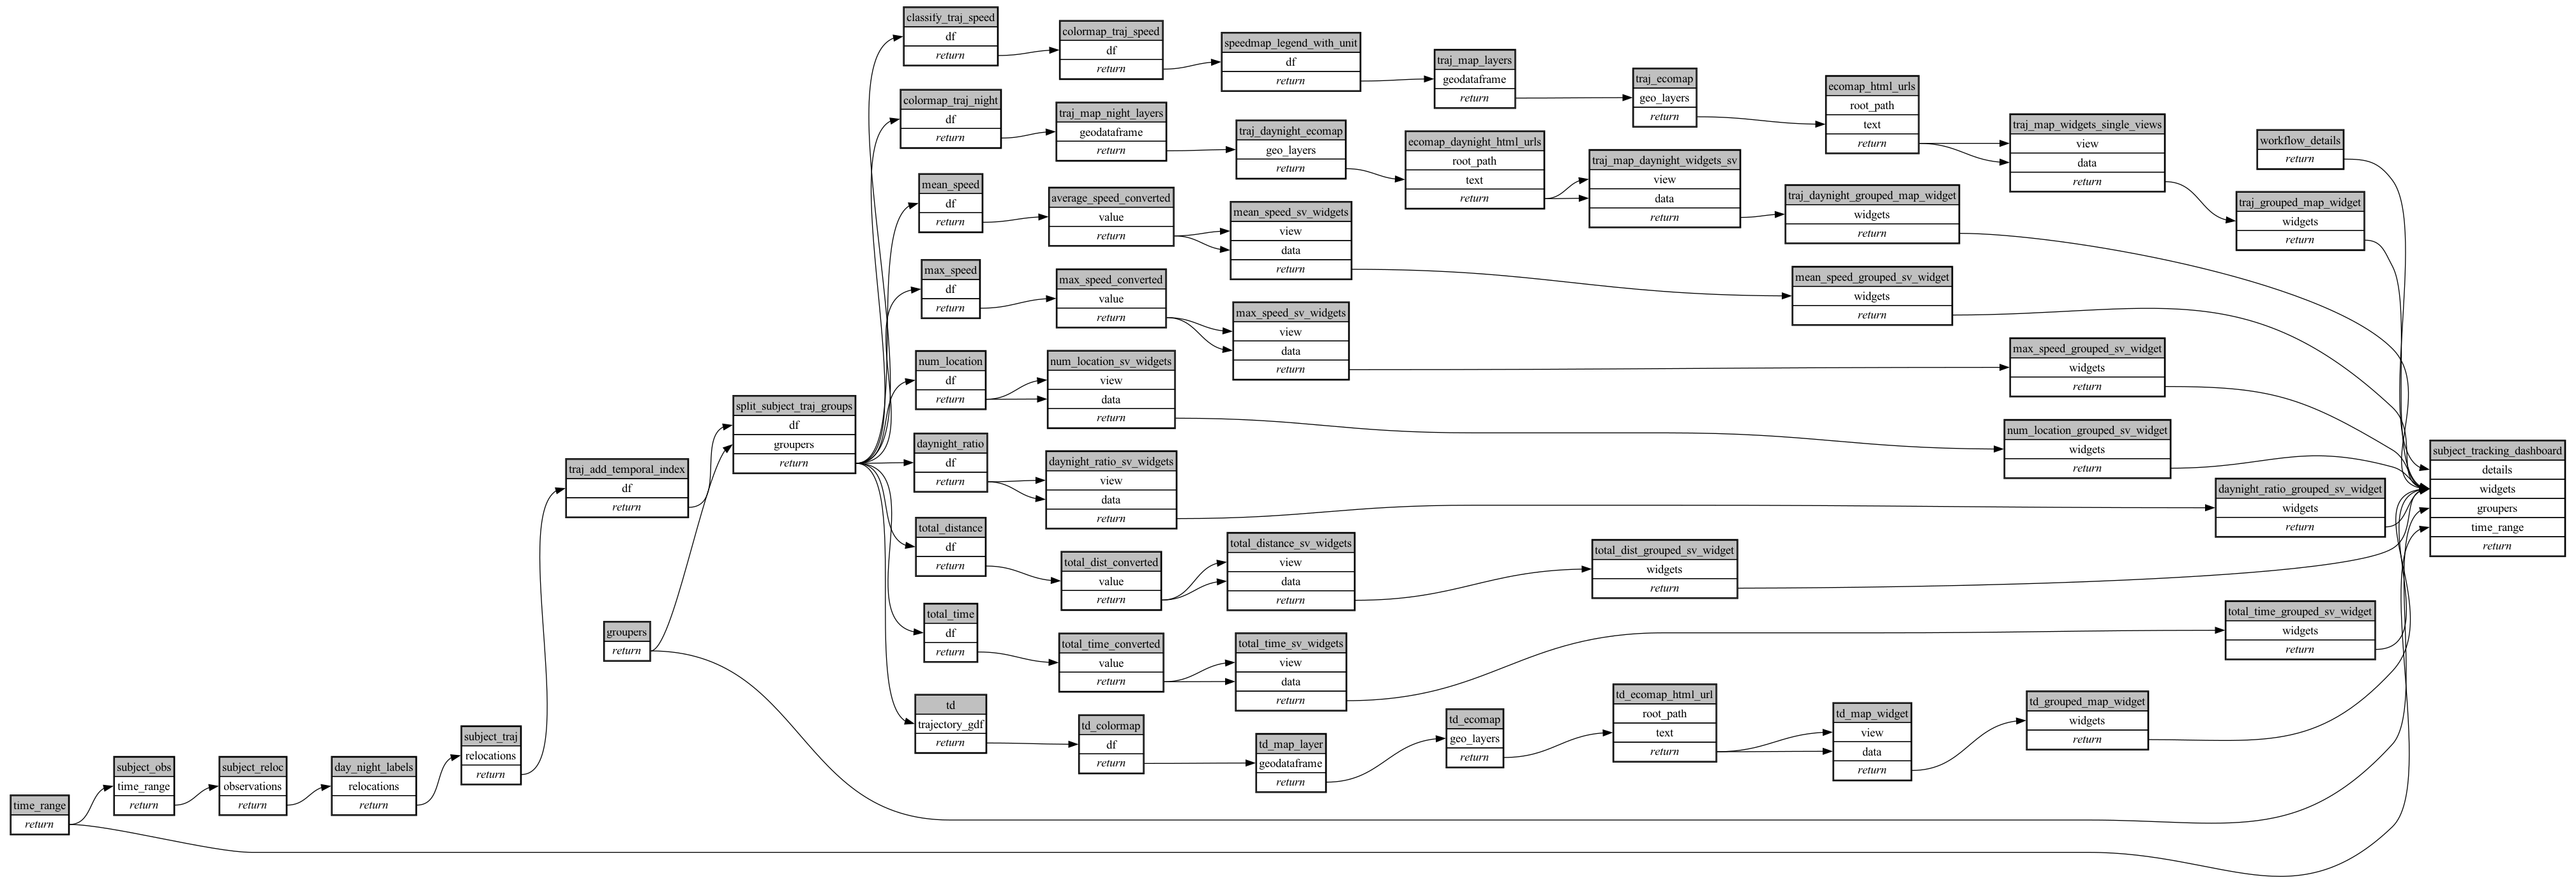 classify_traj_speed
df
return
colormap_traj_speed
df
return
speedmap_legend_with_unit
df
return
traj_map_layers
geodataframe
return
traj_ecomap
geo_layers
return
ecomap_html_urls
root_path
text
return
traj_map_widgets_single_views
view
data
return
workflow_details
return
traj_grouped_map_widget
widgets
return
colormap_traj_night
df
return
traj_map_night_layers
geodataframe
return
traj_daynight_ecomap
geo_layers
return
ecomap_daynight_html_urls
root_path
text
return
traj_map_daynight_widgets_sv
view
data
return
traj_daynight_grouped_map_widget
widgets
return
mean_speed
df
return
average_speed_converted
value
return
mean_speed_sv_widgets
view
data
return
mean_speed_grouped_sv_widget
widgets
return
max_speed
df
return
max_speed_converted
value
return
max_speed_sv_widgets
view
data
return
max_speed_grouped_sv_widget
widgets
return
num_location
df
return
num_location_sv_widgets
view
data
return
num_location_grouped_sv_widget
widgets
return
split_subject_traj_groups
df
groupers
return
daynight_ratio
df
return
daynight_ratio_sv_widgets
view
data
return
daynight_ratio_grouped_sv_widget
widgets
return
subject_tracking_dashboard
details
widgets
groupers
time_range
return
traj_add_temporal_index
df
return
total_distance
df
return
total_dist_converted
value
return
total_distance_sv_widgets
view
data
return
total_dist_grouped_sv_widget
widgets
return
groupers
return
total_time
df
return
total_time_converted
value
return
total_time_sv_widgets
view
data
return
total_time_grouped_sv_widget
widgets
return
td
trajectory_gdf
return
td_colormap
df
return
td_map_layer
geodataframe
return
td_ecomap
geo_layers
return
td_ecomap_html_url
root_path
text
return
td_map_widget
view
data
return
td_grouped_map_widget
widgets
return
time_range
return
subject_obs
time_range
return
subject_reloc
observations
return
day_night_labels
relocations
return
subject_traj
relocations
return